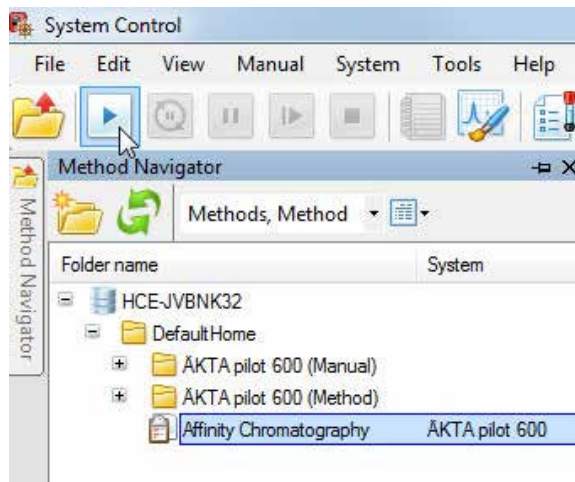 System Control
File Edit View Manual System Tools Help
Method Navigator
Method Navigator
Methods, Method
Folder name System
HCE-JVBNK32
DefaultHome
ÄKTA pilot 600 (Manual)
ÄKTA pilot 600 (Method)
Affinity Chromatography ÄKTA pilot 600